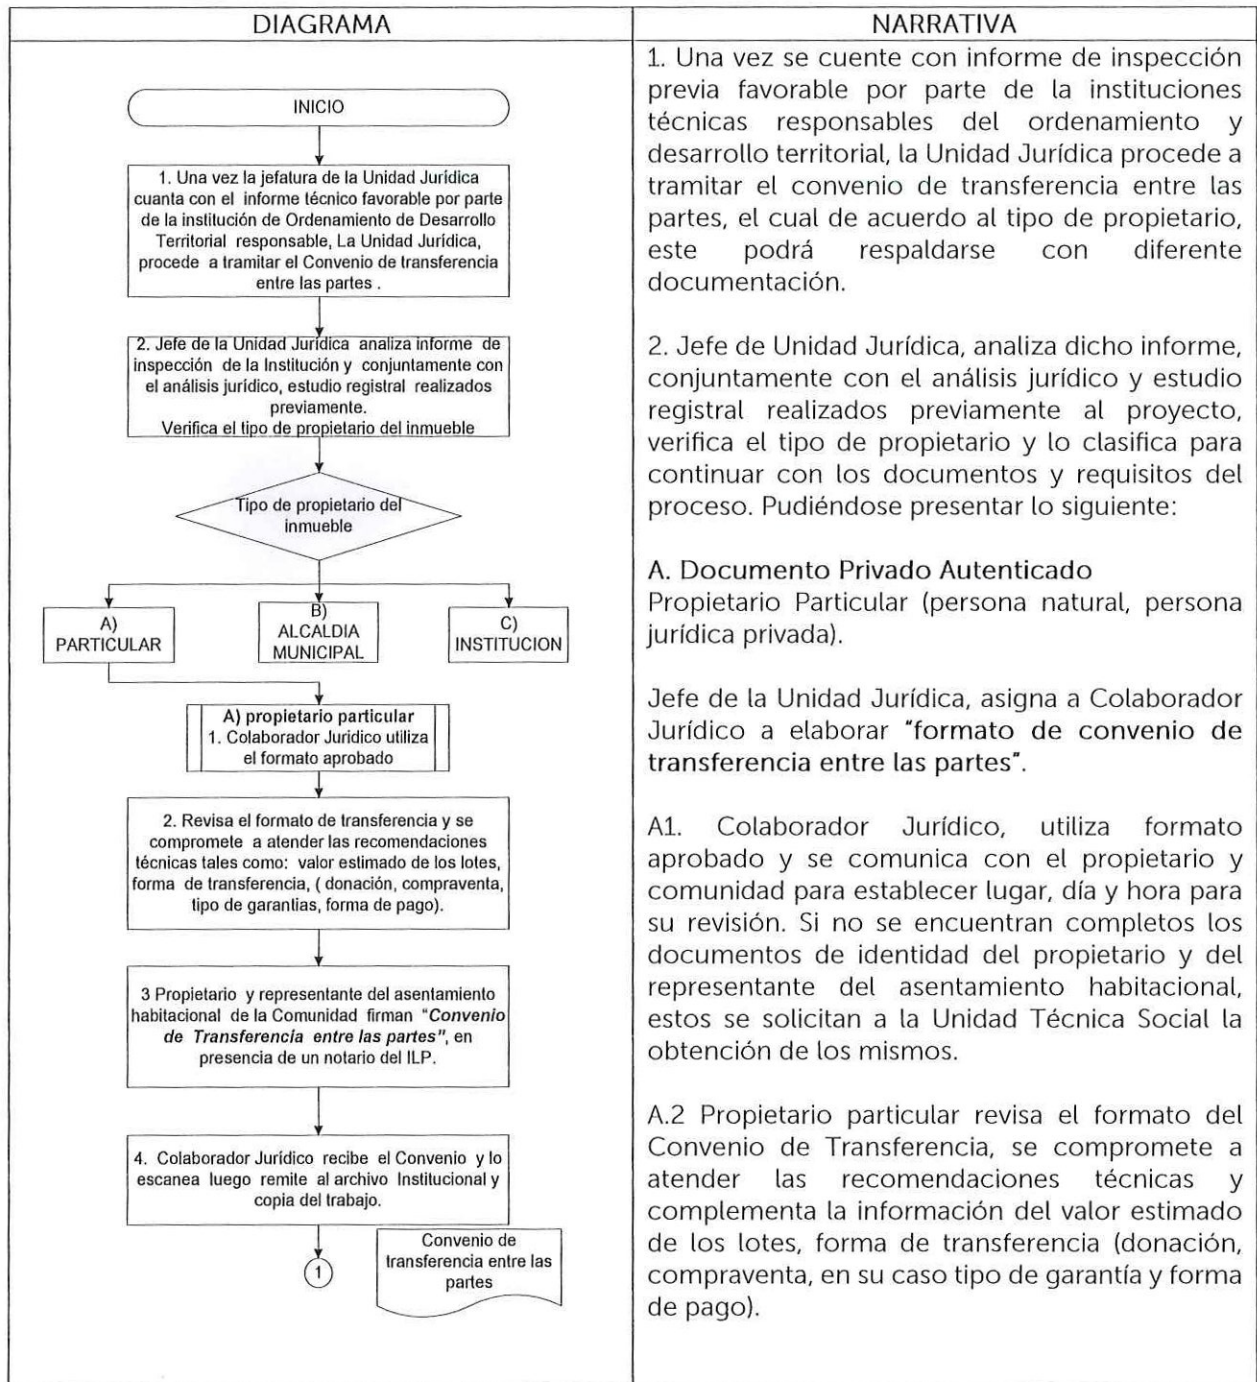 DIAGRAMA
INICIO
1. Una vez la jefatura de la Unidad Jurídica
cuanta con el informe técnico favorable por parte
de la institución de Ordenamiento de Desarrollo
Territorial responsable, La Unidad Jurídica,
procede a tramitar el Convenio de transferencia
entre las partes .
2. Jefe de la Unidad Jurídica analiza informe de
inspección de la Institución y conjuntamente con
el análisis jurídico, estudio registral realizados
previamente.
Verifica el tipo de propietario del inmueble
Tipo de propietario del
inmueble
A)
PARTICULAR
B)
ALCALDIA
MUNICIPAL
C)
INSTITUCION
A) propietario particular
1. Colaborador Jurídico utiliza
el formato aprobado
2. Revisa el formato de transferencia y se
compromete a atender las recomendaciones
técnicas tales como: valor estimado de los lotes,
forma de transferencia, ( donación, compraventa,
tipo de garantias, forma de pago).
3 Propietario y representante del asentamiento
habitacional de la Comunidad firman "Convenio
de Transferencia entre las partes", en
presencia de un notario del ILP.
4. Colaborador Jurídico recibe el Convenio y lo
escanea luego remite al archivo Institucional y
copia del trabajo.
1
Convenio de
transferencia entre las
partes
NARRATIVA
1. Una vez se cuente con informe de inspección
previa favorable por parte de la instituciones
técnicas responsables del ordenamiento y
desarrollo territorial, la Unidad Jurídica procede a
tramitar el convenio de transferencia entre las
partes, el cual de acuerdo al tipo de propietario,
este podrá respaldarse con diferente
documentación.
2. Jefe de Unidad Jurídica, analiza dicho informe,
conjuntamente con el análisis jurídico y estudio
registral realizados previamente al proyecto,
verifica el tipo de propietario y lo clasifica para
continuar con los documentos y requisitos del
proceso. Pudiéndose presentar lo siguiente:
A. Documento Privado Autenticado
Propietario Particular (persona natural, persona
jurídica privada).
Jefe de la Unidad Jurídica, asigna a Colaborador
Jurídico a elaborar "formato de convenio de
transferencia entre las partes".
A1. Colaborador Jurídico, utiliza formato
aprobado y se comunica con el propietario y
comunidad para establecer lugar, día y hora para
su revisión. Si no se encuentran completos los
documentos de identidad del propietario y del
representante del asentamiento habitacional,
estos se solicitan a la Unidad Técnica Social la
obtención de los mismos.
A.2 Propietario particular revisa el formato del
Convenio de Transferencia, se compromete a
atender las recomendaciones técnicas y
complementa la información del valor estimado
de los lotes, forma de transferencia (donación,
compraventa, en su caso tipo de garantía y forma
de pago).